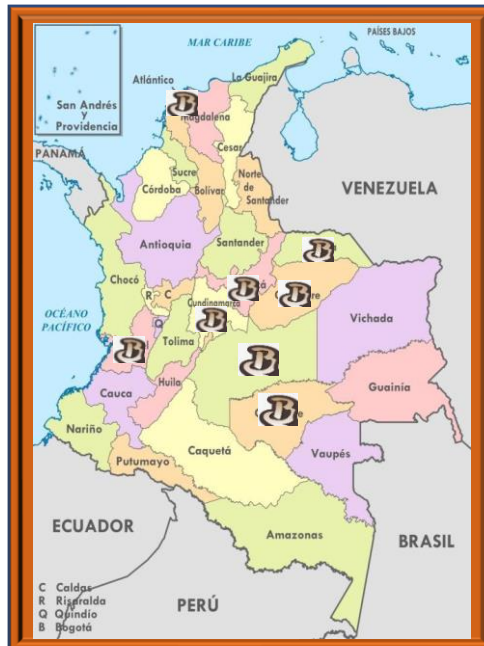 MAR CARIBE
PAÍSES BAJOS
Atlántico
La Guajira
San Andrés
y
Providencia
Magdalena
Cesar
PANAMÁ
Sucre
Córdoba
Bolívar
Norte
de
Santander
VENEZUELA
Antioquia
Santander
Chocó
R
C
Cundinamarca
OCÉANO
PACÍFICO
Vichada
Q
Tolima
Guainía
Cauca
Huila
Nariño
Caquetá
Vaupés
Putumayo
ECUADOR
Amazonas
BRASIL
PERÚ
C Caldas
R Risaralda
Q Quindío
B Bogotá